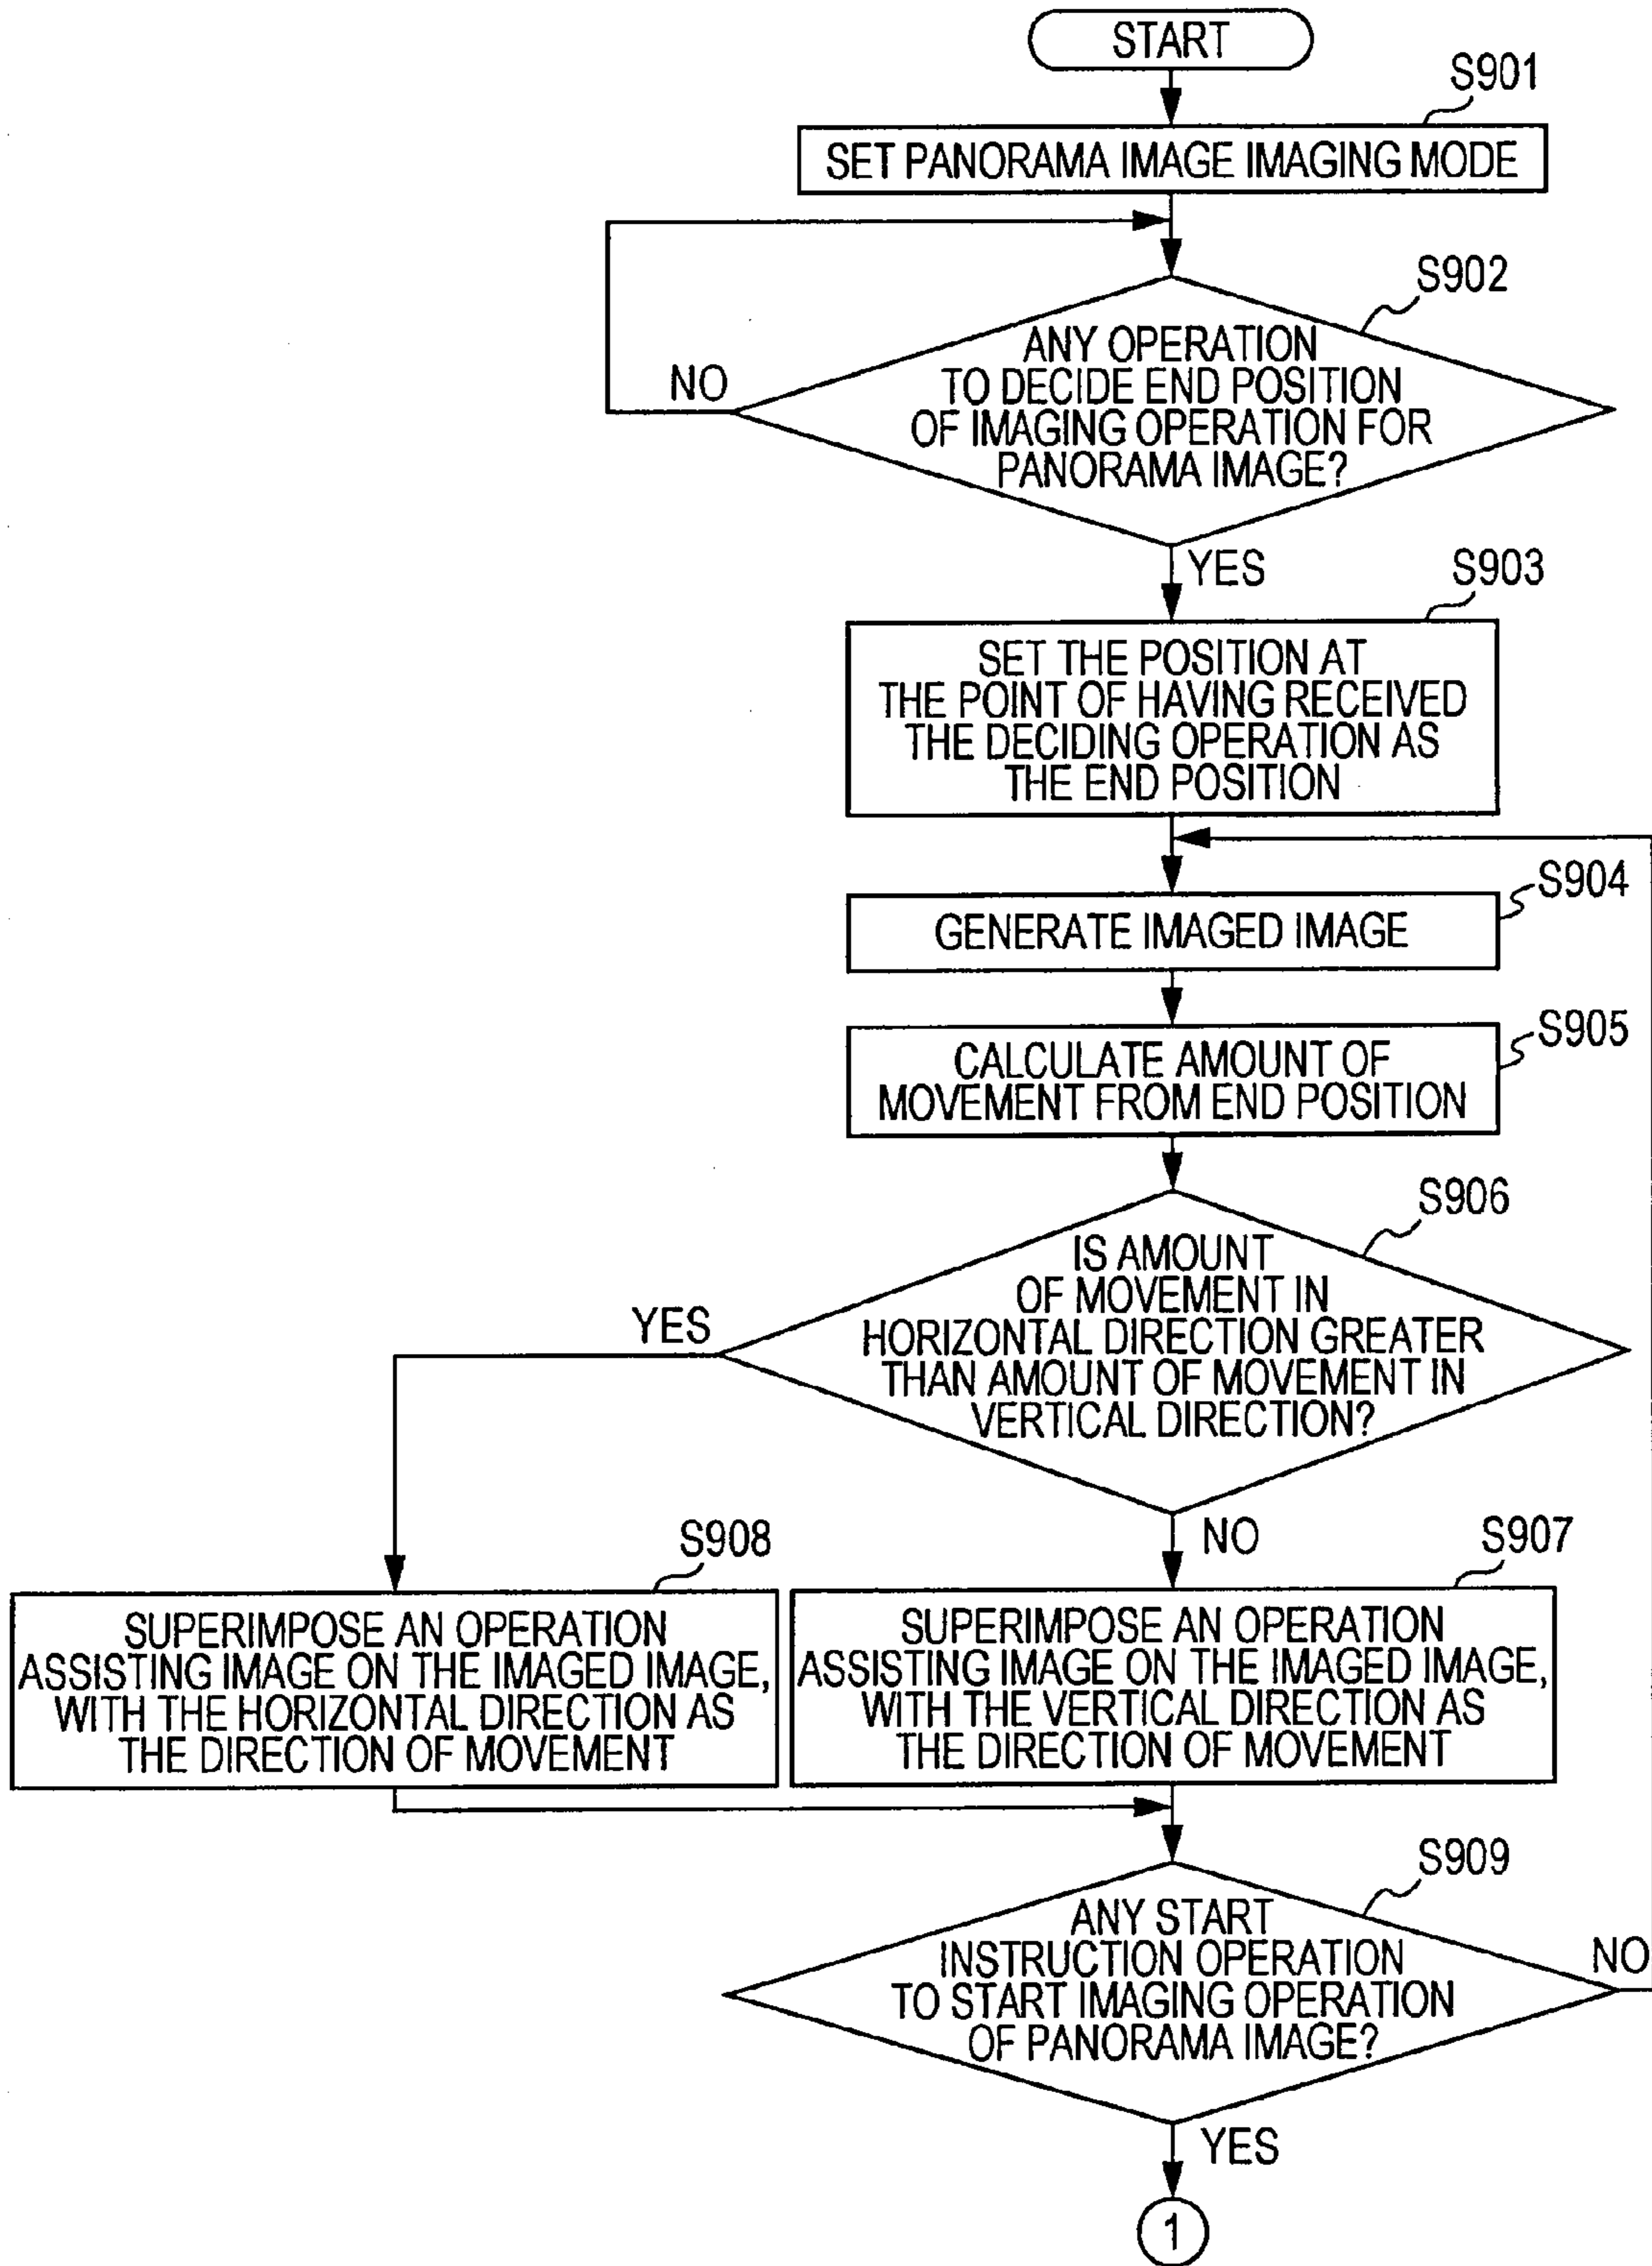 START
S901
SET PANORAMA IMAGE IMAGING MODE
S902
ANY OPERATION
TO DECIDE END POSITION
OF IMAGING OPERATION FOR
PANORAMA IMAGE?
NO
YES
S903
SET THE POSITION AT
THE POINT OF HAVING RECEIVED
THE DECIDING OPERATION AS
THE END POSITION
S904
GENERATE IMAGED IMAGE
S905
CALCULATE AMOUNT OF
MOVEMENT FROM END POSITION
S906
IS AMOUNT
OF MOVEMENT IN
HORIZONTAL DIRECTION GREATER
THAN AMOUNT OF MOVEMENT IN
VERTICAL DIRECTION?
YES
NO
S908
SUPERIMPOSE AN OPERATION
ASSISTING IMAGE ON THE IMAGED IMAGE,
WITH THE HORIZONTAL DIRECTION AS
THE DIRECTION OF MOVEMENT
S907
SUPERIMPOSE AN OPERATION
ASSISTING IMAGE ON THE IMAGED IMAGE,
WITH THE VERTICAL DIRECTION AS
THE DIRECTION OF MOVEMENT
S909
ANY START
INSTRUCTION OPERATION
TO START IMAGING OPERATION
OF PANORAMA IMAGE?
NO
YES
1